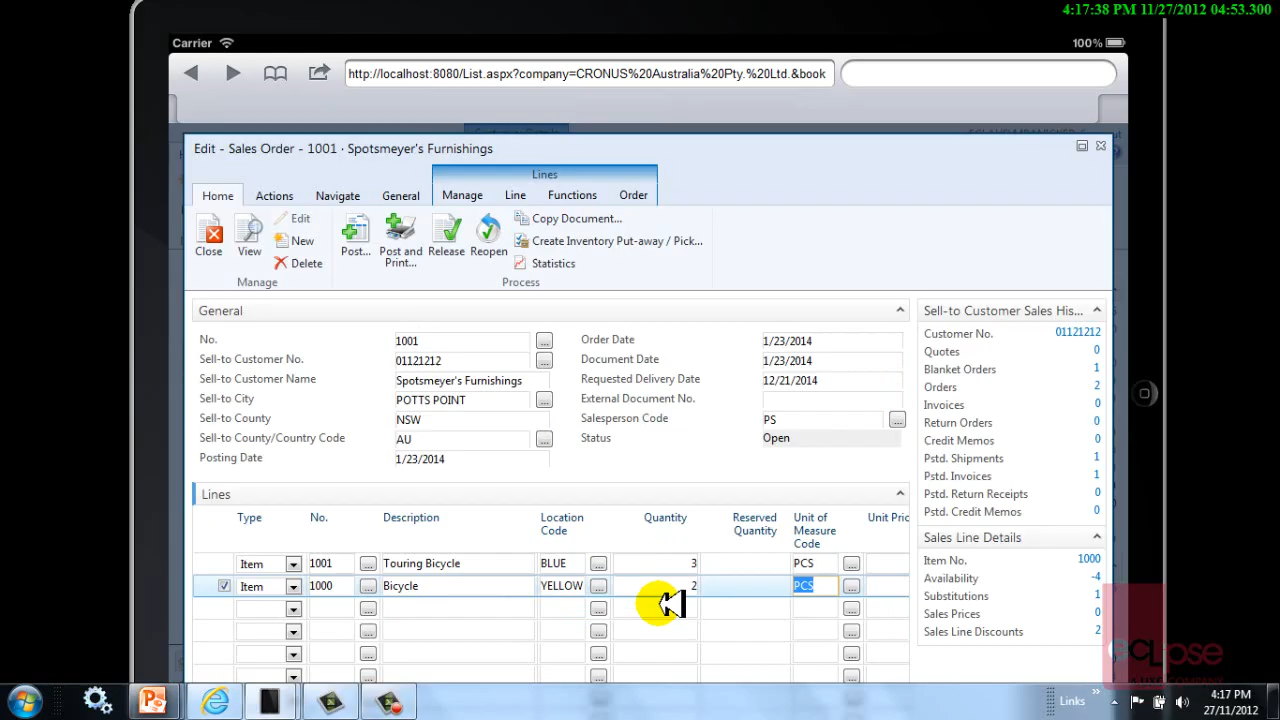 4:17:38 PM 11/27/2012 04:53.300
Carrier 100%
http://localhost:8080/List.aspx?company=CRONUS%20Australia%20Pty.%20Ltd.&book
Edit - Sales Order - 1001 · Spotsmeyer's Furnishings
Lines
Home Actions Navigate General Manage Line Functions Order
Close View Edit New Delete
Post... Post and Print... Release Reopen
Copy Document...
Create Inventory Put-away / Pick...
Statistics
Manage Process
General
No. 1001 ...
Sell-to Customer No. 01121212 ...
Sell-to Customer Name Spotsmeyer's Furnishings
Sell-to City POTTS POINT ...
Sell-to County NSW
Sell-to County/Country Code AU ...
Posting Date 1/23/2014
Order Date 1/23/2014
Document Date 1/23/2014
Requested Delivery Date 12/21/2014
External Document No.
Salesperson Code PS ...
Status Open
Lines
Type No. Description Location Code Quantity Reserved Quantity Unit of Measure Code Unit Pric
Item 1001 ... Touring Bicycle BLUE ... 3 PCS ...
Item 1000 ... Bicycle YELLOW ... 2 PCS ...
Sell-to Customer Sales His...
Customer No. 01121212
Quotes 0
Blanket Orders 1
Orders 2
Invoices 0
Return Orders 0
Credit Memos 0
Pstd. Shipments 1
Pstd. Invoices 1
Pstd. Return Receipts 0
Pstd. Credit Memos 0
Sales Line Details
Item No. 1000
Availability -4
Substitutions 1
Sales Prices 0
Sales Line Discounts 2
Links
4:17 PM
27/11/2012